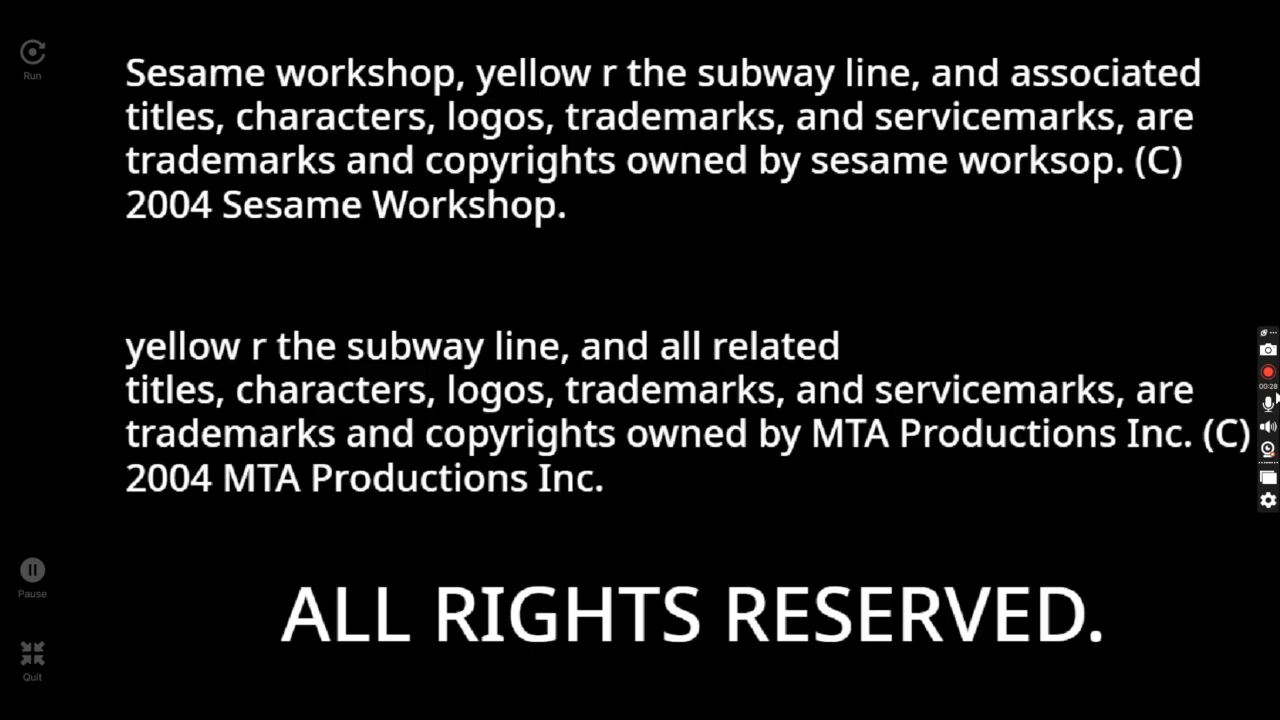 Run
Sesame workshop, yellow r the subway line, and associated
titles, characters, logos, trademarks, and servicemarks, are
trademarks and copyrights owned by sesame worksop. (C)
2004 Sesame Workshop.
yellow r the subway line, and all related
titles, characters, logos, trademarks, and servicemarks, are
trademarks and copyrights owned by MTA Productions Inc. (C)
2004 MTA Productions Inc.
00:28
Pause
ALL RIGHTS RESERVED.
Quit